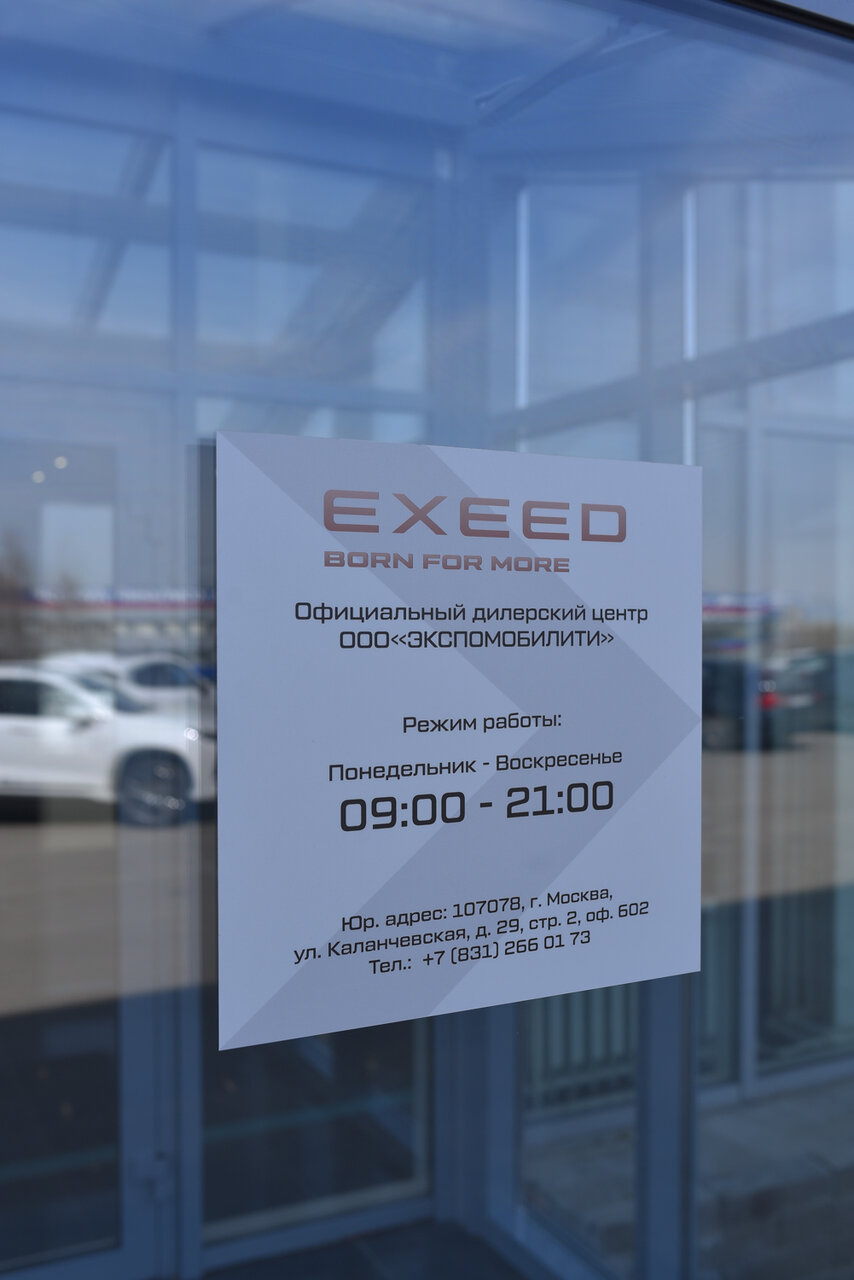 EXEED
BORN FOR MORE
Официальный дилерский центр
ООО«ЭКСПОМОБИЛИТИ»
Режим работы:
Понедельник - Воскресенье
09:00 - 21:00
Юр. адрес: 107078, г. Москва,
ул. Каланчевская, д. 29, стр. 2, оф. 602
Тел.: +7 (831) 266 01 73